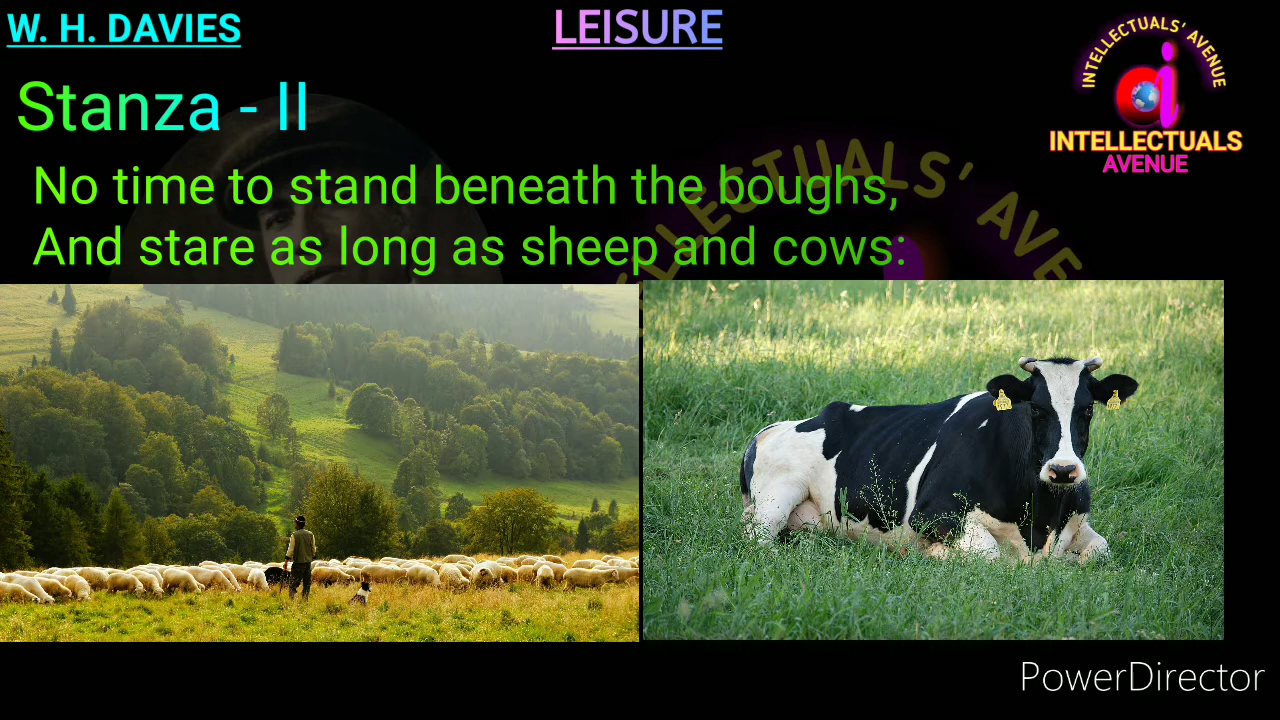 W. H. DAVIES
LEISURE
INTELLECTUALS' AVENUE
INTELLECTUALS
AVENUE
Stanza - II
No time to stand beneath the boughs,
And stare as long as sheep and cows:
PowerDirector